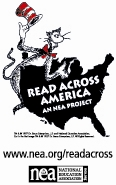 READ ACROSS
AMERICA
AN NEA PROJECT
www.nea.org/readacross
nea
NATIONAL
EDUCATION
ASSOCIATION